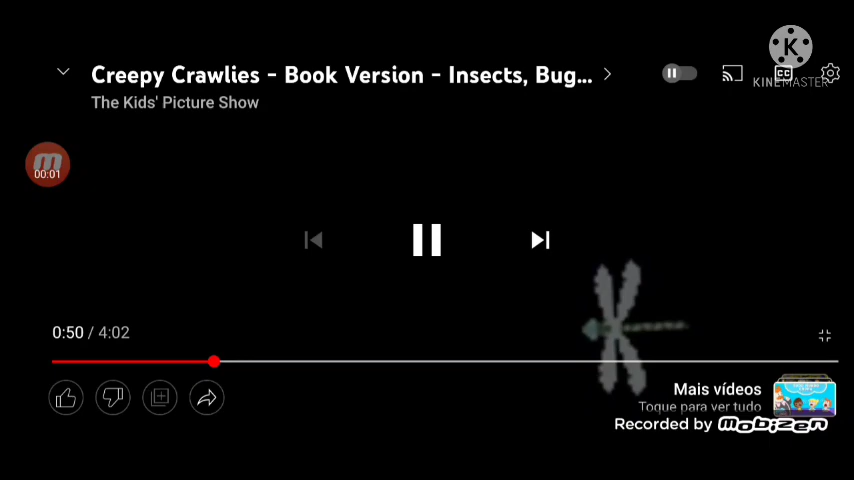 Creepy Crawlies - Book Version - Insects, Bug...
The Kids' Picture Show
K
CC
KINEMASTER
m
00:01
0:50 / 4:02
Mais vídeos
Toque para ver tudo
Recorded by mobizen